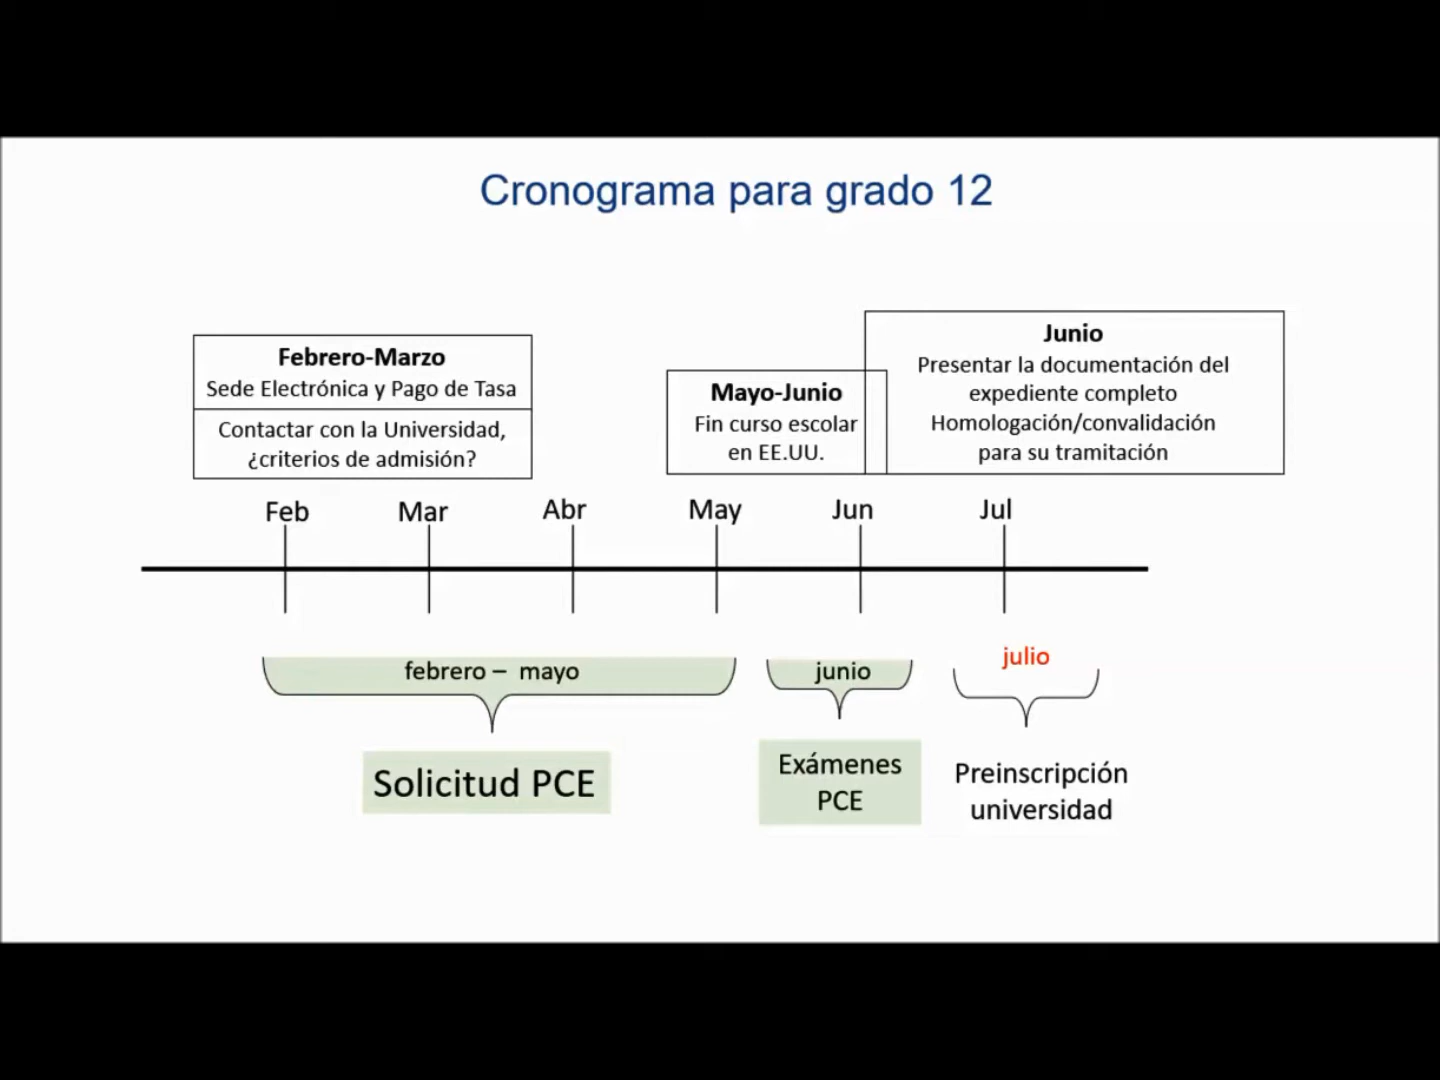 Cronograma para grado 12
Febrero-Marzo
Sede Electrónica y Pago de Tasa
Contactar con la Universidad,
¿criterios de admisión?
Mayo-Junio
Fin curso escolar
en EE.UU.
Junio
Presentar la documentación del
expediente completo
Homologación/convalidación
para su tramitación
Feb
Mar
Abr
May
Jun
Jul
febrero – mayo
junio
julio
Solicitud PCE
Exámenes
PCE
Preinscripción
universidad